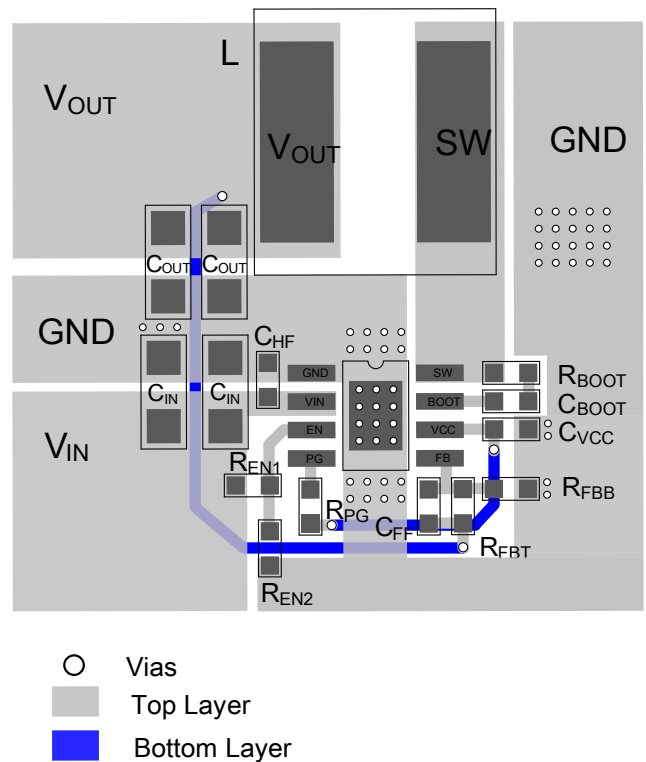 L
VOUT
VOUT
SW
GND
COUT
COUT
GND
CHF
CIN
CIN
GND
SW
RBOOT
VIN
BOOT
CBOOT
EN
VCC
CVCC
VIN
PG
FB
REN1
RFBB
RPG
CFF
RFBT
REN2
Vias
Top Layer
Bottom Layer